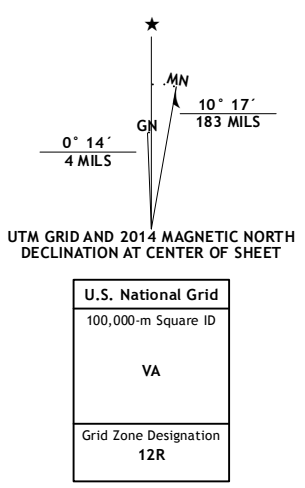 ★
MN
GN
0° 14´
4 MILS
10° 17´
183 MILS
UTM GRID AND 2014 MAGNETIC NORTH
DECLINATION AT CENTER OF SHEET
U.S. National Grid
100,000-m Square ID
VA
Grid Zone Designation
12R